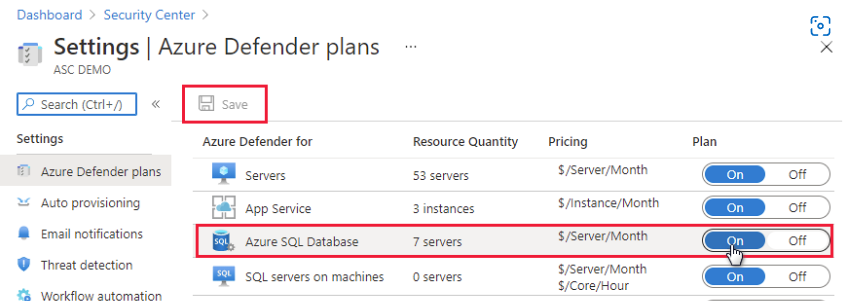 Dashboard > Security Center >
Settings | Azure Defender plans ...
ASC DEMO
Search (Ctrl+/) «
Save
Settings
Azure Defender plans
Auto provisioning
Email notifications
Threat detection
Workflow automation
Azure Defender for Resource Quantity Pricing Plan
Servers 53 servers $/Server/Month On Off
App Service 3 instances $/Instance/Month On Off
SQL Azure SQL Database 7 servers $/Server/Month On Off
SQL SQL servers on machines 0 servers $/Server/Month On Off
$/Core/Hour